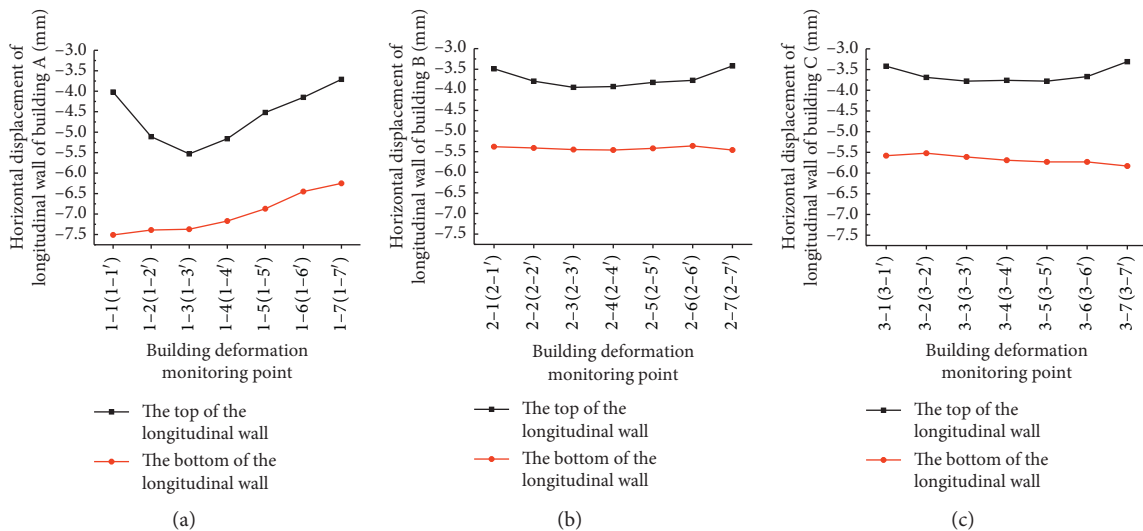 Horizontal displacement of
longitudinal wall of building A (mm)
−3.0
−3.5
−4.0
−4.5
−5.0
−5.5
−6.0
−6.5
−7.0
−7.5
1–1 (1–1′)
1–2 (1–2′)
1–3 (1–3′)
1–4 (1–4′)
1–5 (1–5′)
1–6 (1–6′)
1–7 (1–7′)
Building deformation
monitoring point
The top of the
longitudinal wall
The bottom of the
longitudinal wall
(a)
Horizontal displacement of
longitudinal wall of building B (mm)
−3.0
−3.5
−4.0
−4.5
−5.0
−5.5
−6.0
−6.5
−7.0
−7.5
2–1 (2–1′)
2–2 (2–2′)
2–3 (2–3′)
2–4 (2–4′)
2–5 (2–5′)
2–6 (2–6′)
2–7 (2–7′)
Building deformation
monitoring point
The top of the
longitudinal wall
The bottom of the
longitudinal wall
(b)
Horizontal displacement of
longitudinal wall of building C (mm)
−3.0
−3.5
−4.0
−4.5
−5.0
−5.5
−6.0
−6.5
−7.0
−7.5
3–1 (3–1′)
3–2 (3–2′)
3–3 (3–3′)
3–4 (3–4′)
3–5 (3–5′)
3–6 (3–6′)
3–7 (3–7′)
Building deformation
monitoring point
The top of the
longitudinal wall
The bottom of the
longitudinal wall
(c)